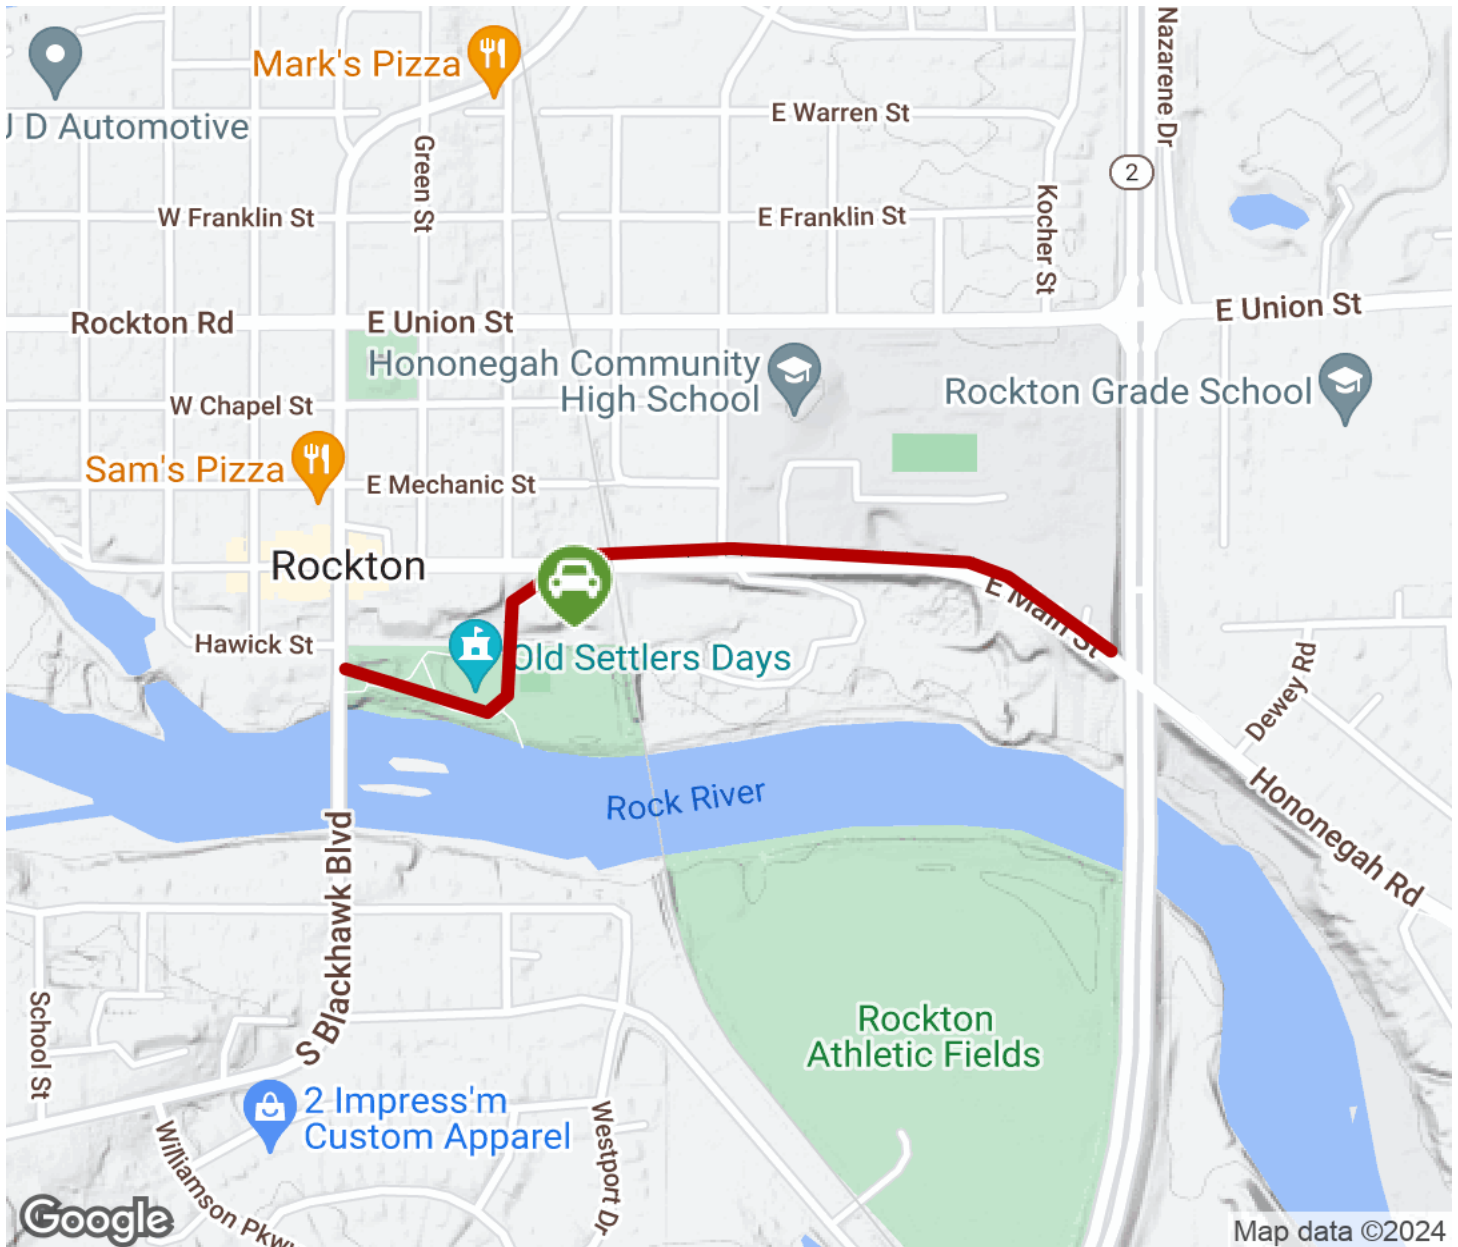 Mark's Pizza
J D Automotive
Green St
E Warren St
Nazarene Dr
2
W Franklin St
E Franklin St
Kocher St
Rockton Rd
E Union St
E Union St
Hononegah Community
High School
Rockton Grade School
W Chapel St
Sam's Pizza
E Mechanic St
Rockton
E Main St
Hawick St
Old Settlers Days
Dewey Rd
Rock River
Hononegah Rd
S Blackhawk Blvd
School St
Rockton
Athletic Fields
2 Impress'm
Custom Apparel
Westport Dr
Williamson Pkwy
Google
Map data ©2024